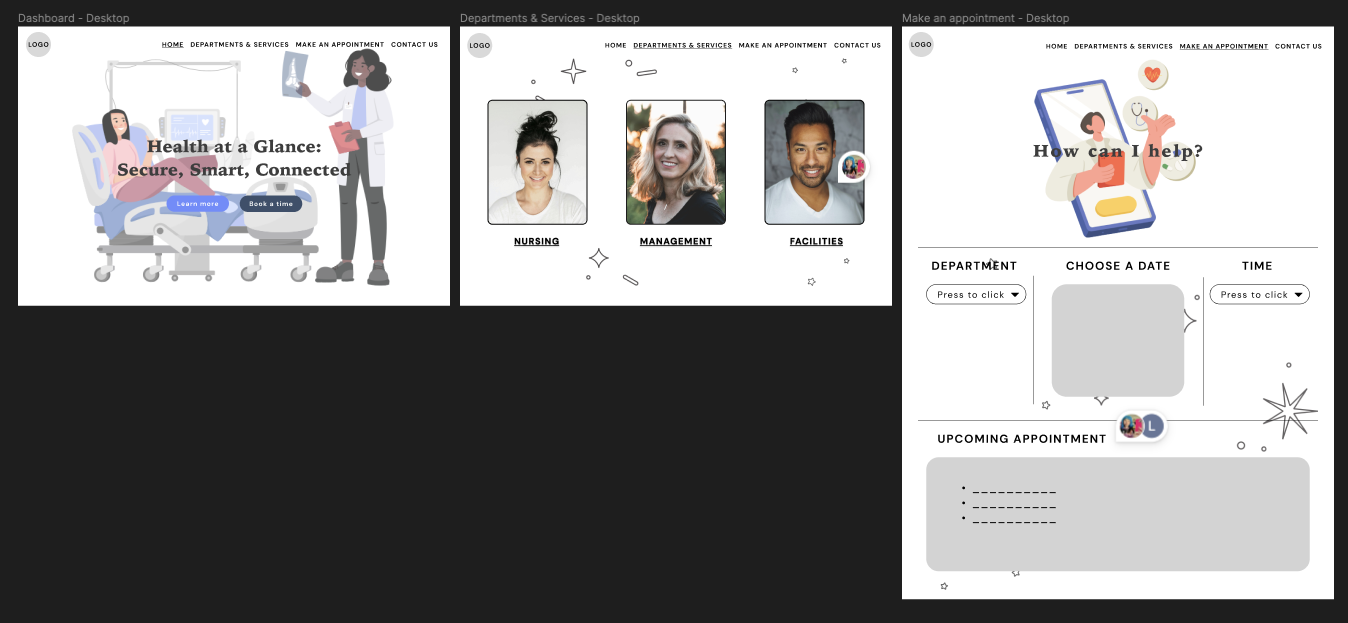 Dashboard - Desktop
LOGO
HOME DEPARTMENTS & SERVICES MAKE AN APPOINTMENT CONTACT US
Health at a Glance:
Secure, Smart, Connected
Learn more
Book a time
Departments & Services - Desktop
LOGO
HOME DEPARTMENTS & SERVICES MAKE AN APPOINTMENT CONTACT US
NURSING
MANAGEMENT
FACILITIES
Make an appointment - Desktop
LOGO
HOME DEPARTMENTS & SERVICES MAKE AN APPOINTMENT CONTACT US
How can I help?
DEPARTMENT
Press to click
CHOOSE A DATE
TIME
Press to click
L
UPCOMING APPOINTMENT
• _ _ _ _ _ _ _ _ _ _
• _ _ _ _ _ _ _ _ _ _
• _ _ _ _ _ _ _ _ _ _